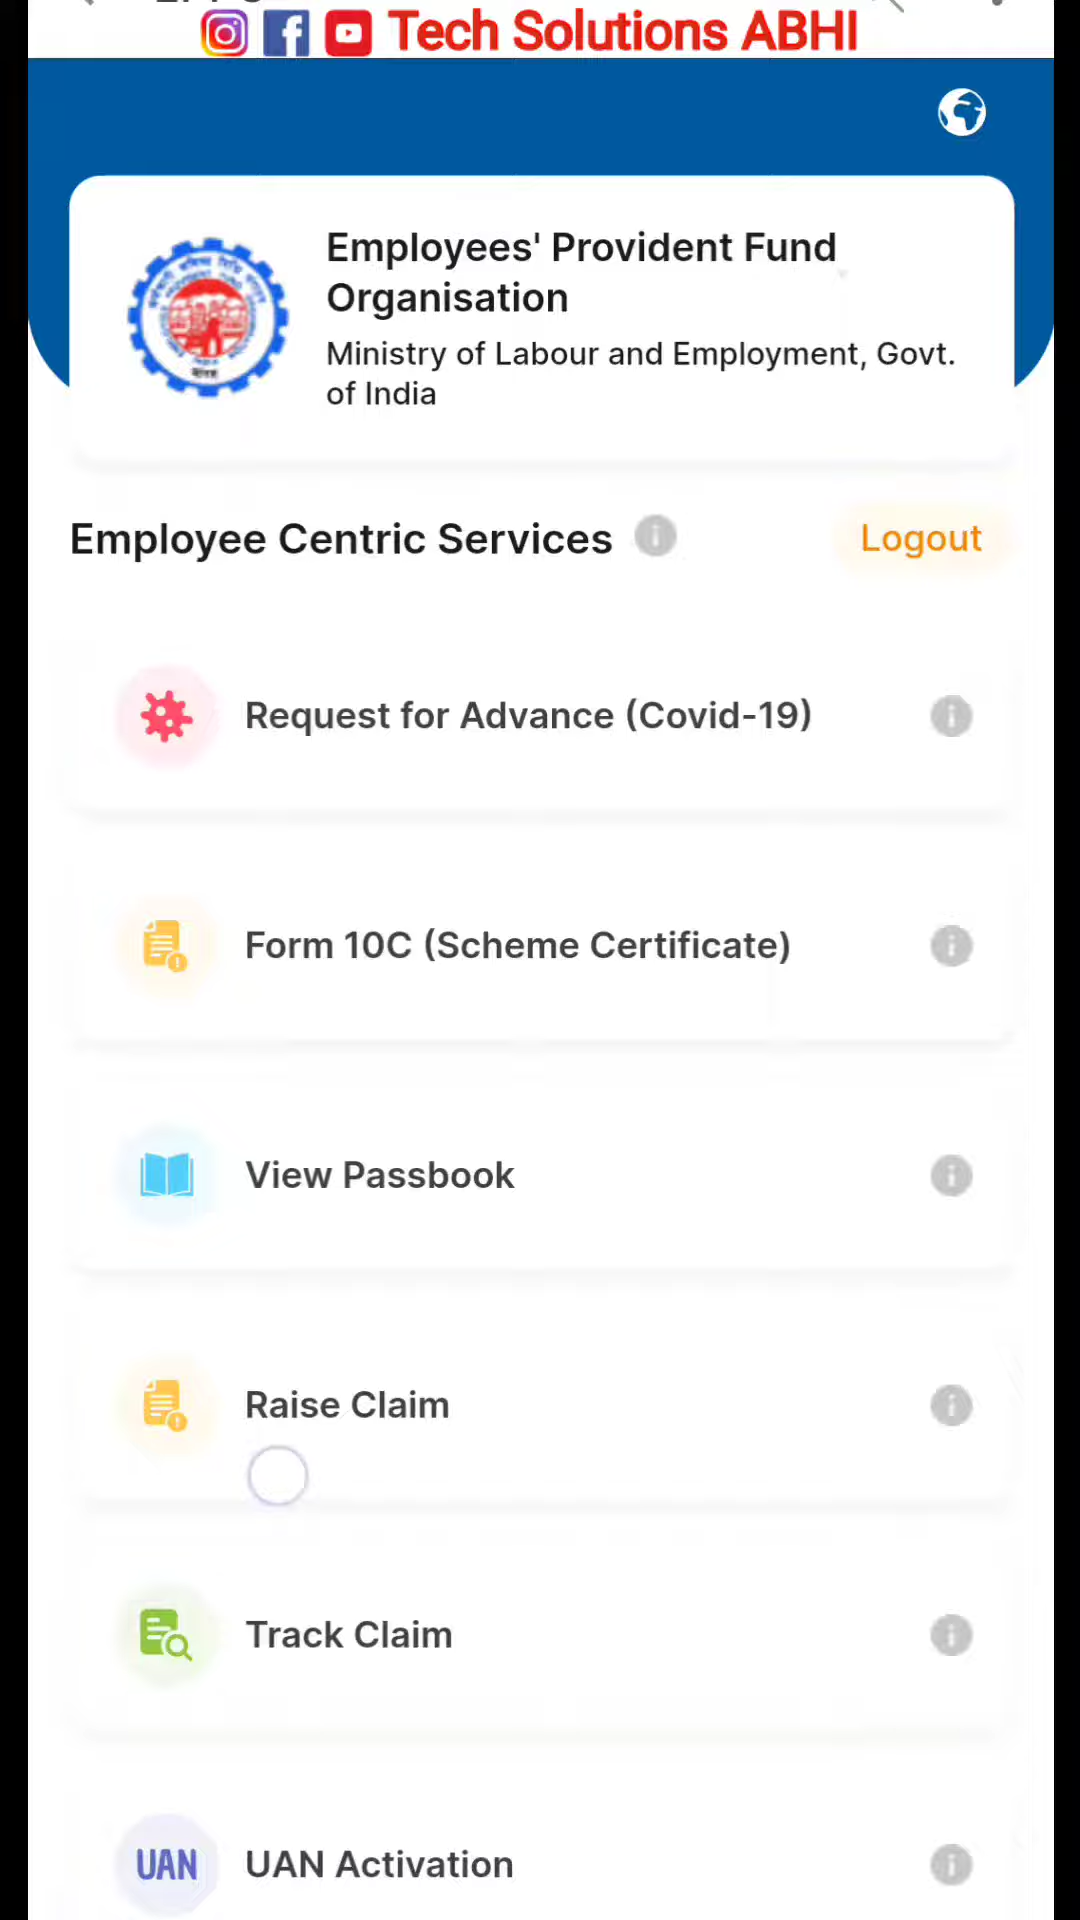 Tech Solutions ABHI
Employees' Provident Fund
Organisation
Ministry of Labour and Employment, Govt.
of India
Employee Centric Services
Logout
Request for Advance (Covid-19)
Form 10C (Scheme Certificate)
View Passbook
Raise Claim
Track Claim
UAN
UAN Activation